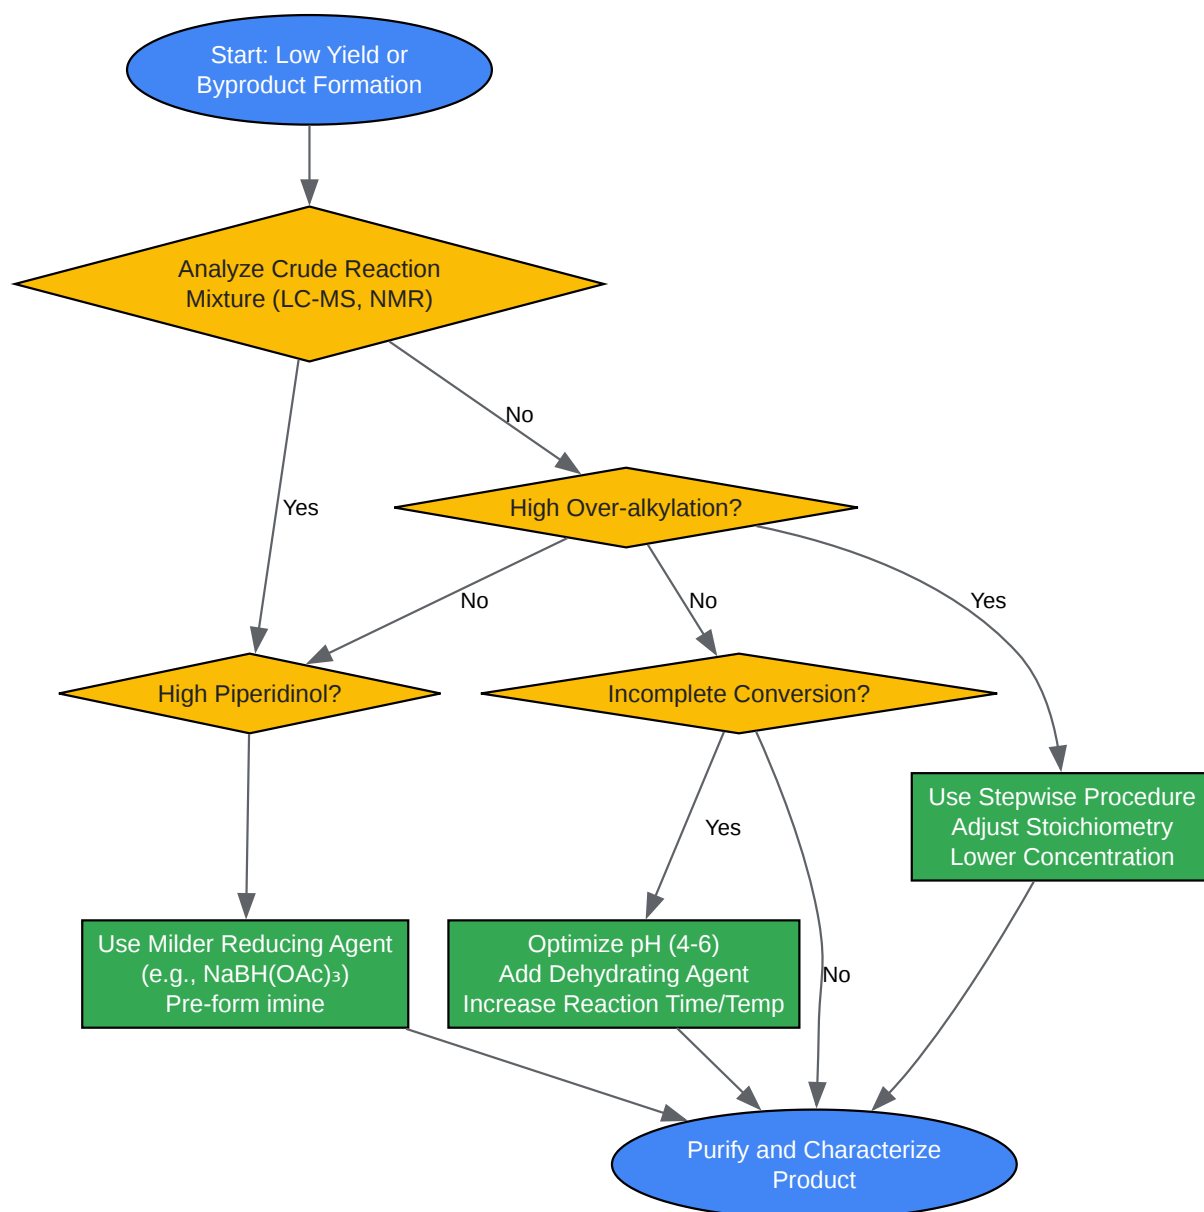 Start: Low Yield or
Byproduct Formation
Analyze Crude Reaction
Mixture (LC-MS, NMR)
No
Yes
High Over-alkylation?
No
No
Yes
High Piperidinol?
Incomplete Conversion?
Yes
Use Stepwise Procedure
Adjust Stoichiometry
Lower Concentration
Use Milder Reducing Agent
(e.g., NaBH(OAc)₃)
Pre-form imine
Optimize pH (4-6)
Add Dehydrating Agent
Increase Reaction Time/Temp
No
Purify and Characterize
Product